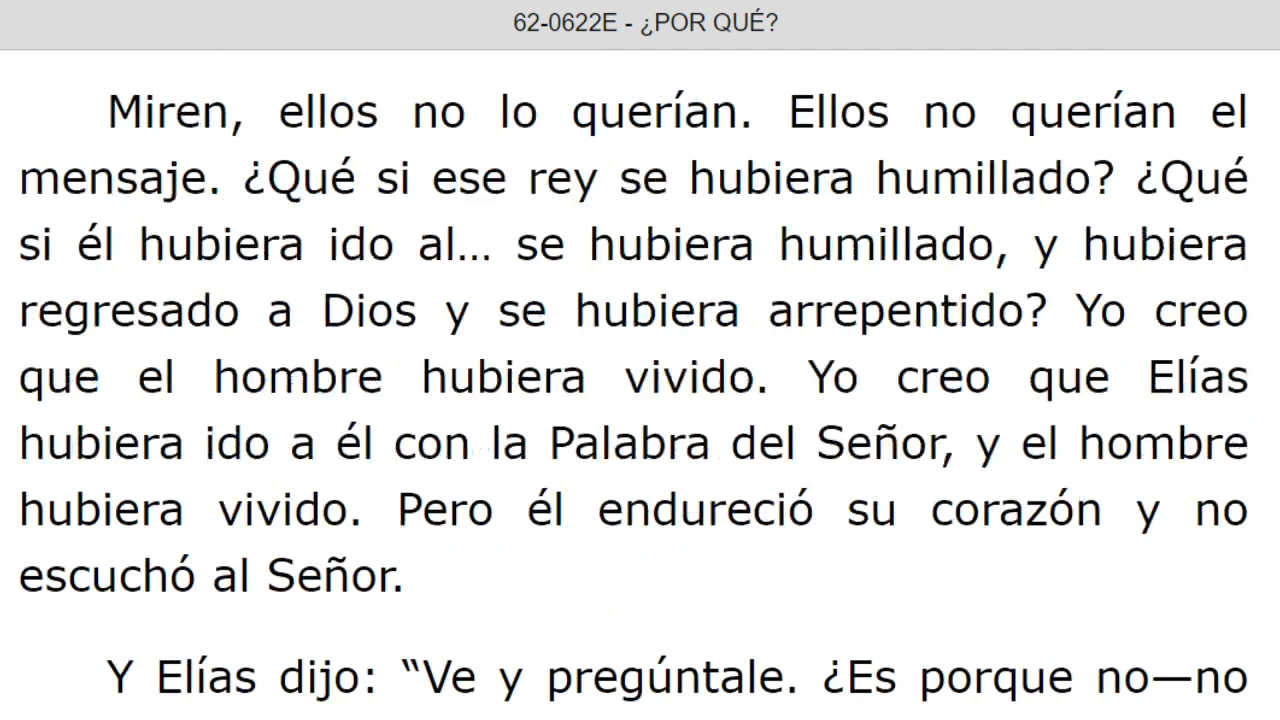 62-0622E - ¿POR QUÉ?
Miren, ellos no lo querían. Ellos no querían el
mensaje. ¿Qué si ese rey se hubiera humillado? ¿Qué
si él hubiera ido al… se hubiera humillado, y hubiera
regresado a Dios y se hubiera arrepentido? Yo creo
que el hombre hubiera vivido. Yo creo que Elías
hubiera ido a él con la Palabra del Señor, y el hombre
hubiera vivido. Pero él endureció su corazón y no
escuchó al Señor.
Y Elías dijo: “Ve y pregúntale. ¿Es porque no—no